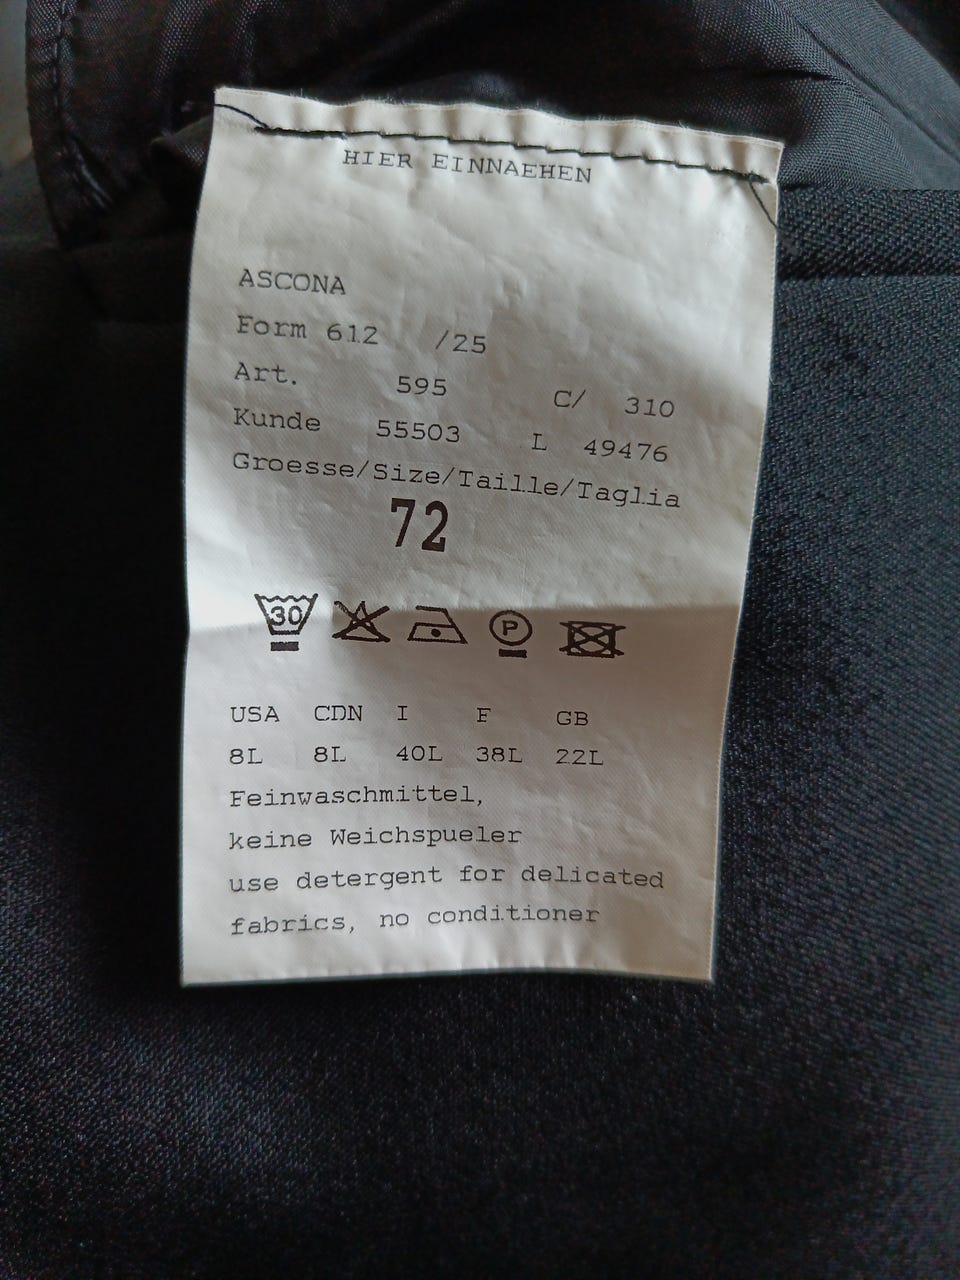 HIER EINNAEHEN
ASCONA
Form 612 /25
Art. 595 C/ 310
Kunde 55503 L 49476
Groesse/Size/Taille/Taglia
72
30 P
USA CDN I F GB
8L 8L 40L 38L 22L
Feinwaschmittel,
keine Weichspueler
use detergent for delicated
fabrics, no conditioner